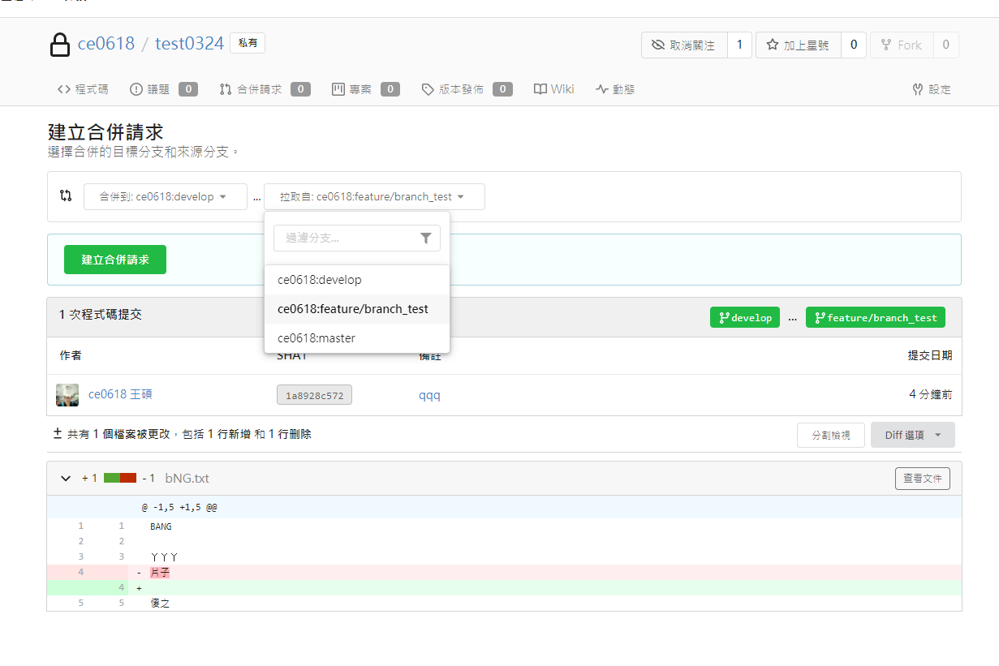 ce0618 / test0324 私有
取消關注 1 加上星號 0 Fork 0
程式碼 議題 0 合併請求 0 專案 0 版本發佈 0 Wiki 動態 設定
建立合併請求
選擇合併的目標分支和來源分支。
合併到: ce0618:develop ... 拉取自: ce0618:feature/branch_test
過濾分支...
建立合併請求
ce0618:develop
ce0618:feature/branch_test
ce0618:master
1 次程式碼提交 develop ... feature/branch_test
作者 SHA1 備註 提交日期
ce0618 王碩 1a8928c572 qqq 4 分鐘前
共有 1 個檔案被更改，包括 1 行新增 和 1 行删除 分割檢視 Diff 選項
+ 1 - 1 bNG.txt 查看文件
@ -1,5 +1,5 @@
1 1 BANG
2 2
3 3 ㄚㄚㄚ
4 - 片子
4 +
5 5 傻之